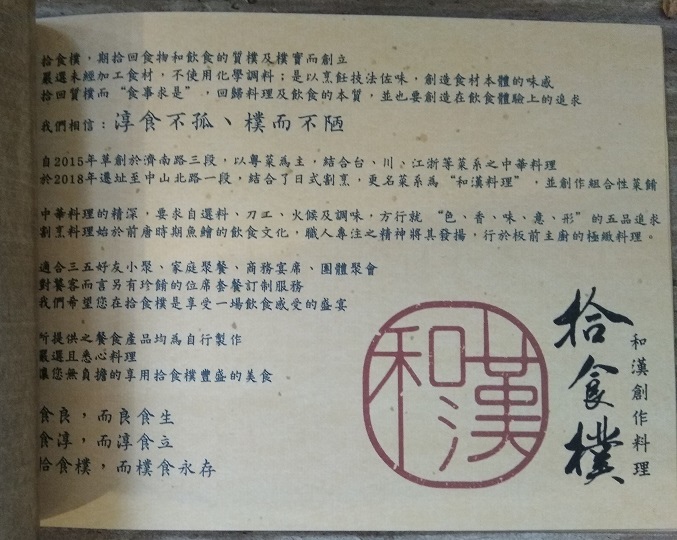 拾食樸，期拾回食物和飲食的質樸及樸實而創立
嚴選未經加工食材，不使用化學調料；是以烹飪技法佐味，創造食材本體的味感
拾回質樸而“食事求是”，回歸料理及飲食的本質，並也要創造在飲食體驗上的追求
我們相信：淳食不孤、樸而不陋
自2015年草創於濟南路三段，以粵菜為主，結合台、川、江浙等菜系之中華料理
於2018年遷址至中山北路一段，結合了日式割烹，更名菜系為“和漢料理”，並創作組合性菜餚
中華料理的精深，要求自選料、刀工、火候及調味，方行就“色、香、味、意、形”的五品追求
割烹料理始於前唐時期魚鱠的飲食文化，職人專注之精神將其發揚，行於板前主廚的極緻料理。
適合三五好友小聚、家庭聚餐、商務宴席、團體聚會
對饕客而言另有珍餚的位席套餐訂制服務
我們希望您在拾食樸是享受一場飲食感受的盛宴
所提供之餐食產品均為自行製作
嚴選且悉心料理
讓您無負擔的享用拾食樸豐盛的美食
食良，而良食生
食淳，而淳食立
拾食樸，而樸食永存
和漢
拾食樸
和漢創作料理